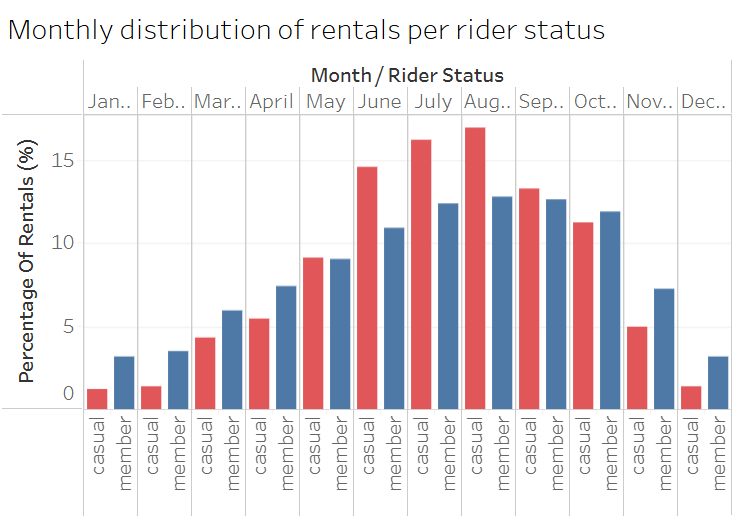 Monthly distribution of rentals per rider status
Month / Rider Status
Jan.. Feb.. Mar.. April May June July Aug.. Sep.. Oct.. Nov.. Dec..
Percentage Of Rentals (%)
15
10
5
0
casual member casual member casual member casual member casual member casual member casual member casual member casual member casual member casual member casual member